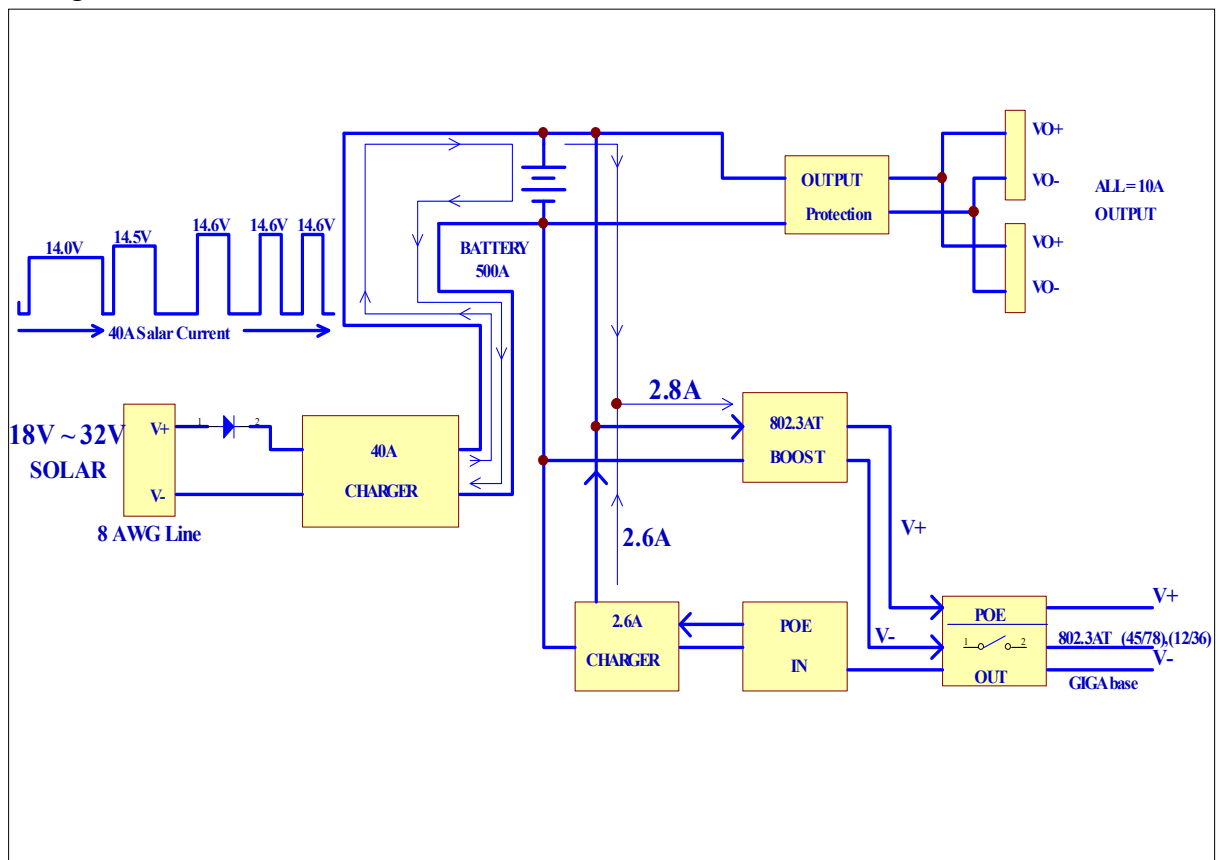 VO+
VO-
OUTPUT
Protection
ALL = 10A
OUTPUT
VO+
VO-
14.0V
14.5V
14.6V
14.6V
14.6V
40A Salar Current
BATTERY
500A
18V ~ 32V
SOLAR
V+
V-
1
2
8 AWG Line
40A
CHARGER
2.8A
802.3AT
BOOST
2.6A
V+
2.6A
CHARGER
POE
IN
V-
POE
1
2
OUT
V+
802.3AT (45/78),(12/36)
V-
GIGA base